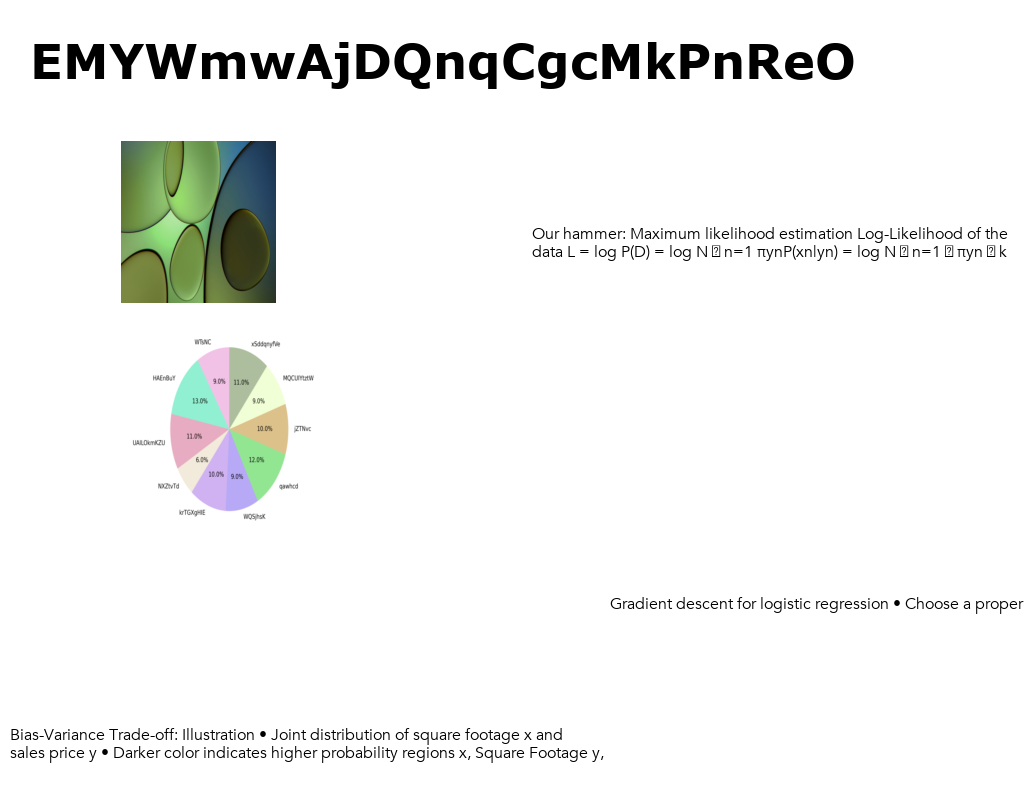 EMYWmwAjDQnqCgcMkPnReO
Our hammer: Maximum likelihood estimation Log-Likelihood of the
data L = log P(D) = log N n=1 πynP(xnlyn) = log N n=1 πyn k
WTsNC
xSddqnyfVe
HAEnBuY
MQCUIYtztW
9.0%
11.0%
13.0%
9.0%
UAILOkmKZU
11.0%
10.0%
jZTNvc
6.0%
12.0%
10.0%
9.0%
NXZtvTd
qawhcd
krTGXgHIE
WQSjhsX
Gradient descent for logistic regression • Choose a proper
Bias-Variance Trade-off: Illustration • Joint distribution of square footage x and
sales price y • Darker color indicates higher probability regions x, Square Footage y,